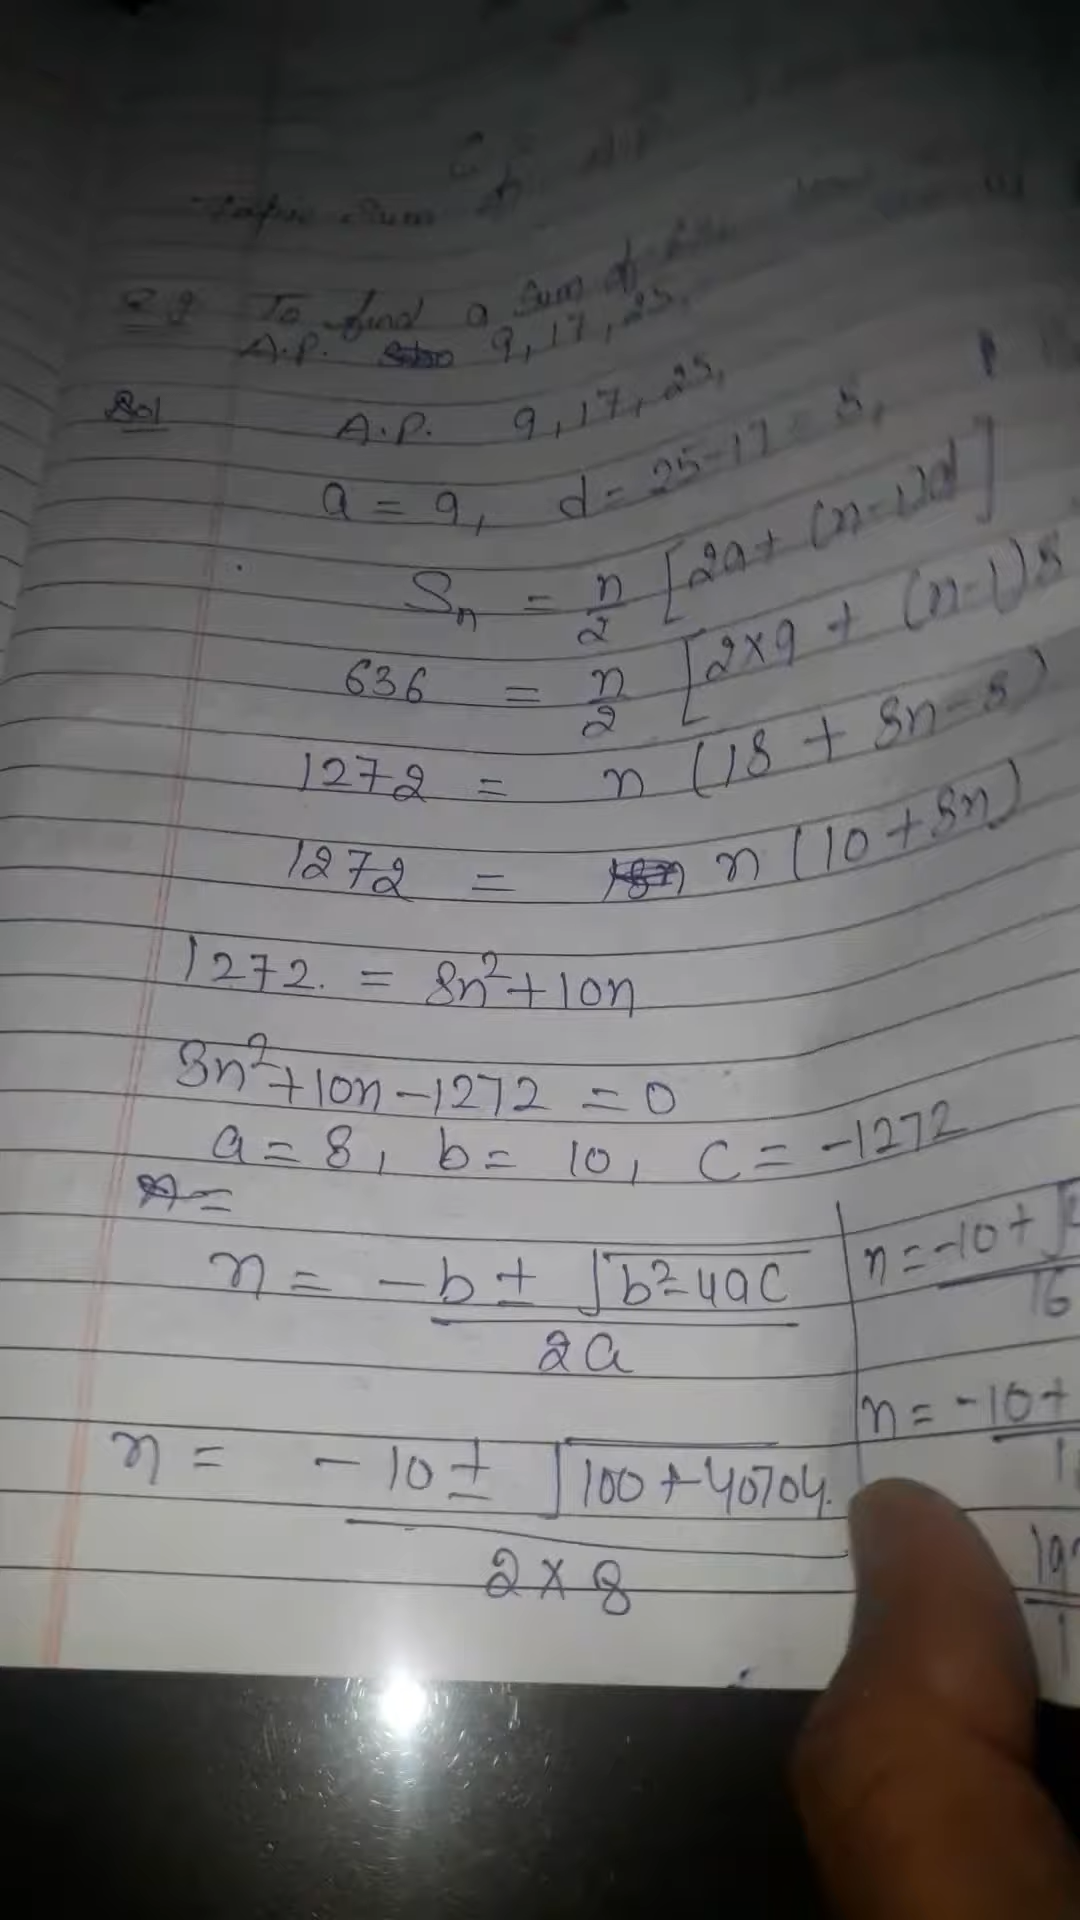 Sum of
To find a sum of
A.P. 9, 17, 25,
Sol A.P. 9, 17, 25,
a = 9, d = 25-17 = 8,
Sn = n/2 [2a + (n-1)d]
636 = n/2 [2×9 + (n-1)8
1272 = n (18 + 8n-8)
1272 = n (10+8n)
1272. = 8n²+10n
8n²+10n-1272 = 0
a = 8, b = 10, c = -1272
n = -b ± √b²-4ac / 2a
n = -10 ± √100 + 40704. / 2 × 8
n = -10 + √ / 16
n = -10 +